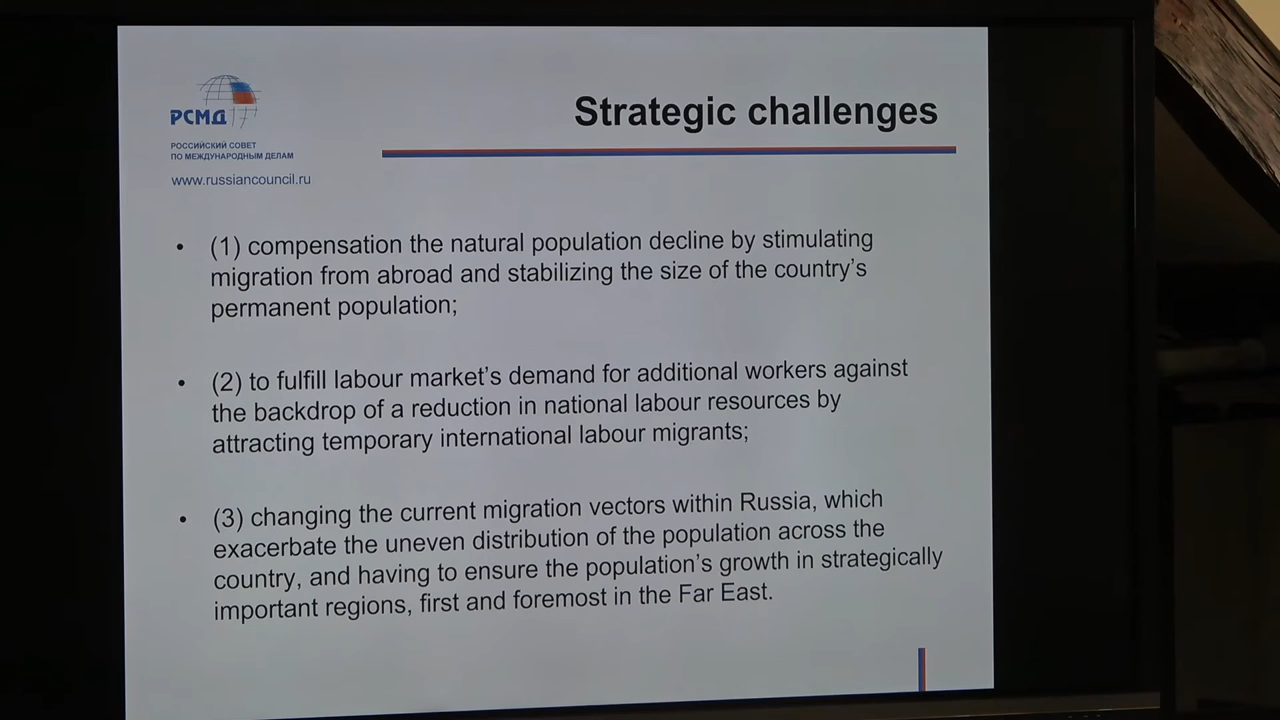 РСМД
РОССИЙСКИЙ СОВЕТ
ПО МЕЖДУНАРОДНЫМ ДЕЛАМ
www.russiancouncil.ru
Strategic challenges
• (1) compensation the natural population decline by stimulating
migration from abroad and stabilizing the size of the country's
permanent population;
• (2) to fulfill labour market's demand for additional workers against
the backdrop of a reduction in national labour resources by
attracting temporary international labour migrants;
• (3) changing the current migration vectors within Russia, which
exacerbate the uneven distribution of the population across the
country, and having to ensure the population's growth in strategically
important regions, first and foremost in the Far East.